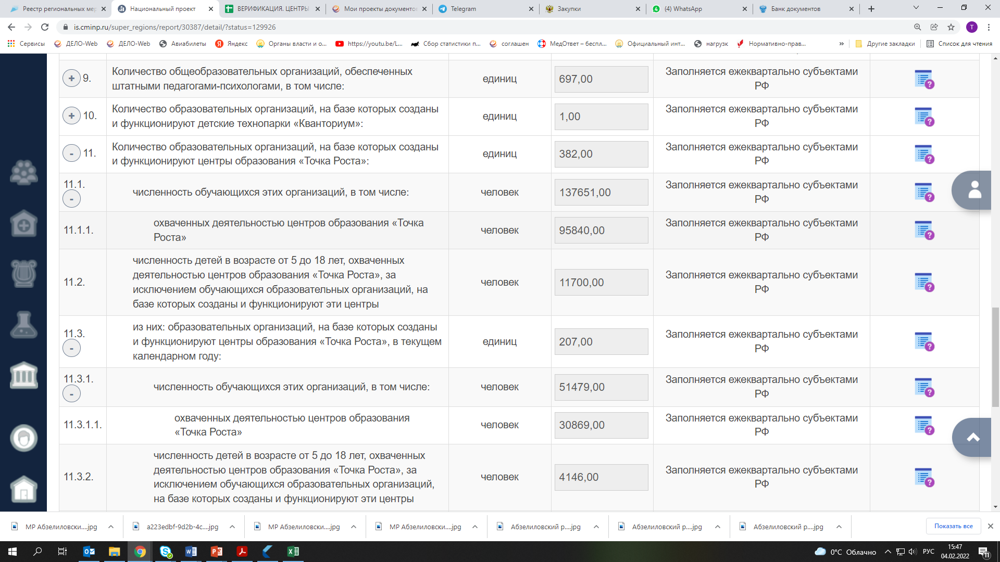 Реестр региональных мер
Национальный проект
ВЕРИФИКАЦИЯ. ЦЕНТРЫ
Мои проекты документов
Telegram
Закупки
(4) WhatsApp
Банк документов
is.cminp.ru/super_regions/report/30387/detail/?status=129926
T
Сервисы
ДЕЛО-Web
ДЕЛО-Web
Авиабилеты
Яндекс
Органы власти и о...
https://youtu.be/L...
Сбор статистики п...
соглашен
МедОтвет – беспл...
Официальный инт...
нагрузк
Нормативно-прав...
»
Другие закладки
Список для чтения
+ 9.
Количество общеобразовательных организаций, обеспеченных
штатными педагогами-психологами, в том числе:
единиц
697,00
Заполняется ежеквартально субъектами
РФ
+ 10.
Количество образовательных организаций, на базе которых созданы
и функционируют детские технопарки «Кванториум»:
единиц
1,00
Заполняется ежеквартально субъектами
РФ
- 11.
Количество образовательных организаций, на базе которых созданы
и функционируют центры образования «Точка Роста»:
единиц
382,00
Заполняется ежеквартально субъектами
РФ
11.1.
-
численность обучающихся этих организаций, в том числе:
человек
137651,00
Заполняется ежеквартально субъектами
РФ
11.1.1.
охваченных деятельностью центров образования «Точка
Роста»
человек
95840,00
Заполняется ежеквартально субъектами
РФ
11.2.
численность детей в возрасте от 5 до 18 лет, охваченных
деятельностью центров образования «Точка Роста», за
исключением обучающихся образовательных организаций, на
базе которых созданы и функционируют эти центры
человек
11700,00
Заполняется ежеквартально субъектами
РФ
11.3.
-
из них: образовательных организаций, на базе которых созданы
и функционируют центры образования «Точка Роста», в текущем
календарном году:
единиц
207,00
Заполняется ежеквартально субъектами
РФ
11.3.1.
-
численность обучающихся этих организаций, в том числе:
человек
51479,00
Заполняется ежеквартально субъектами
РФ
11.3.1.1.
охваченных деятельностью центров образования
«Точка Роста»
человек
30869,00
Заполняется ежеквартально субъектами
РФ
11.3.2.
численность детей в возрасте от 5 до 18 лет, охваченных
деятельностью центров образования «Точка Роста», за
исключением обучающихся образовательных организаций,
на базе которых созданы и функционируют эти центры
человек
4146,00
Заполняется ежеквартально субъектами
РФ
МР Абзелиловски....jpg
a223edbf-9d2b-4c....jpg
МР Абзелиловски....jpg
МР Абзелиловски....jpg
Абзелиловский р....jpg
Абзелиловский р....jpg
Абзелиловский р....jpg
Показать все
0°C Облачно
РУС
15:47
04.02.2022
11